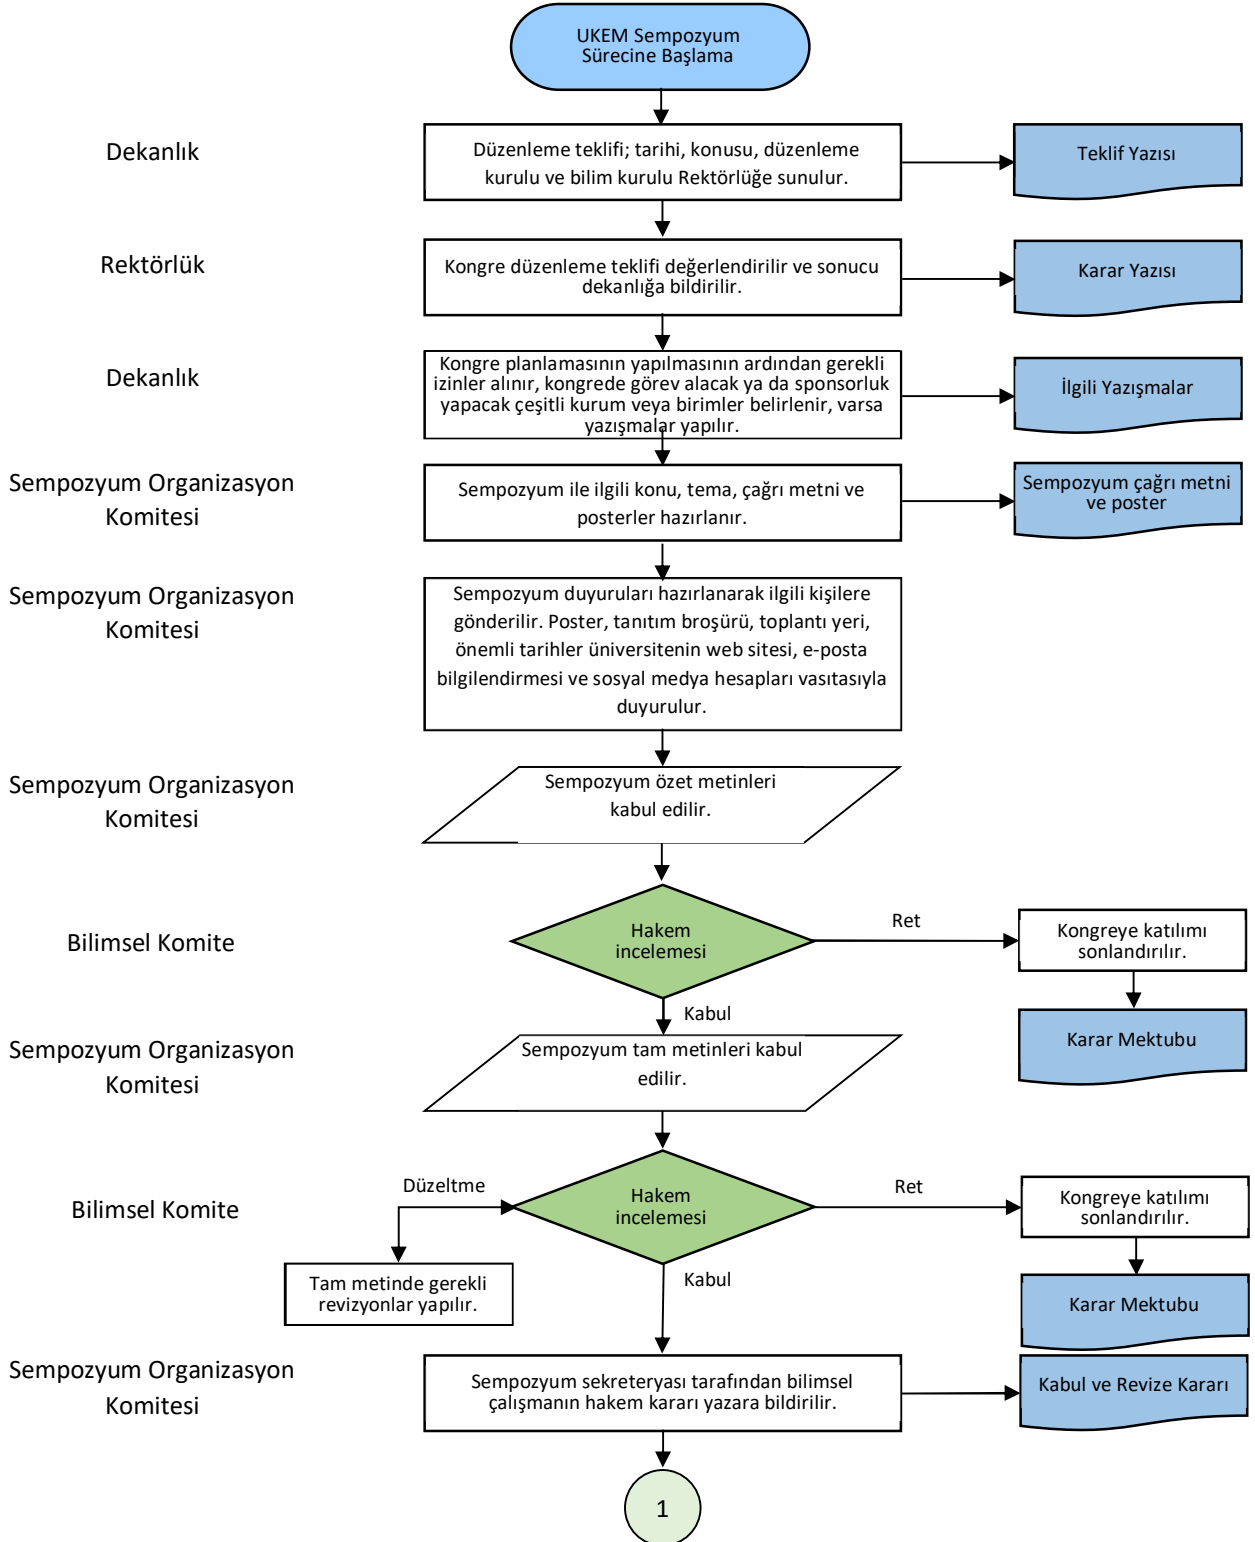 UKEM Sempozyum
Sürecine Başlama
Dekanlık
Düzenleme teklifi; tarihi, konusu, düzenleme
kurulu ve bilim kurulu Rektörlüğe sunulur.
Teklif Yazısı
Rektörlük
Kongre düzenleme teklifi değerlendirilir ve sonucu
dekanlığa bildirilir.
Karar Yazısı
Dekanlık
Kongre planlamasının yapılmasının ardından gerekli
izinler alınır, kongrede görev alacak ya da sponsorluk
yapacak çeşitli kurum veya birimler belirlenir, varsa
yazışmalar yapılır.
İlgili Yazışmalar
Sempozyum Organizasyon
Komitesi
Sempozyum ile ilgili konu, tema, çağrı metni ve
posterler hazırlanır.
Sempozyum çağrı metni
ve poster
Sempozyum Organizasyon
Komitesi
Sempozyum duyuruları hazırlanarak ilgili kişilere
gönderilir. Poster, tanıtım broşürü, toplantı yeri,
önemli tarihler üniversitenin web sitesi, e-posta
bilgilendirmesi ve sosyal medya hesapları vasıtasıyla
duyurulur.
Sempozyum Organizasyon
Komitesi
Sempozyum özet metinleri
kabul edilir.
Bilimsel Komite
Hakem
incelemesi
Ret
Kongreye katılımı
sonlandırılır.
Kabul
Karar Mektubu
Sempozyum Organizasyon
Komitesi
Sempozyum tam metinleri kabul
edilir.
Bilimsel Komite
Düzeltme
Hakem
incelemesi
Ret
Kongreye katılımı
sonlandırılır.
Tam metinde gerekli
revizyonlar yapılır.
Kabul
Karar Mektubu
Sempozyum Organizasyon
Komitesi
Sempozyum sekreteryası tarafından bilimsel
çalışmanın hakem kararı yazara bildirilir.
Kabul ve Revize Kararı
1